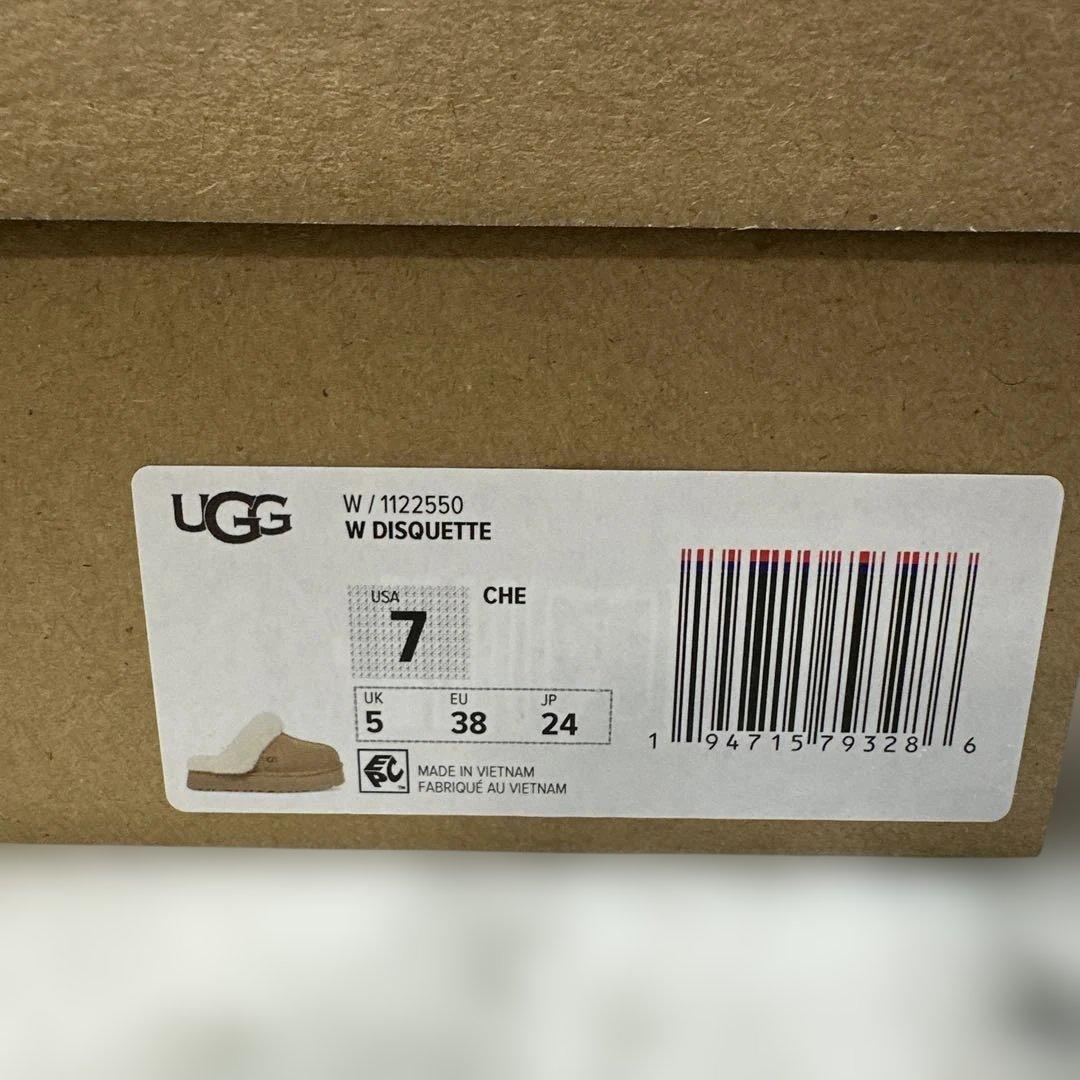 UGG
W / 1122550
W DISQUETTE
USA
7
CHE
UK EU JP
5 38 24
EPC™
MADE IN VIETNAM
FABRIQUÉ AU VIETNAM
1 94715 79328 6